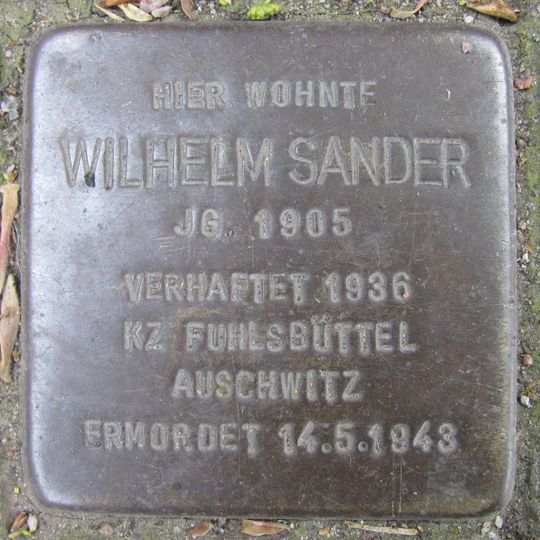 HIER WOHNTE
WILHELM SANDER
JG. 1905
VERHAFTET 1936
KZ FUHLSBÜTTEL
AUSCHWITZ
ERMORDET 14.5.1943